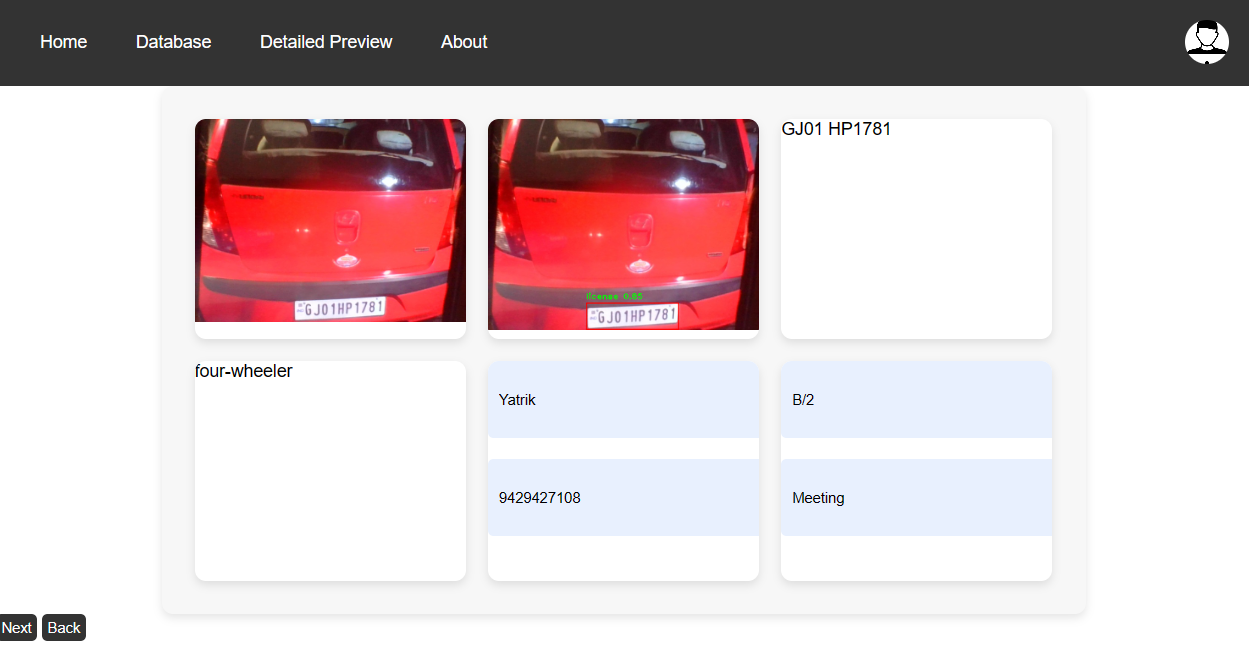 Home Database Detailed Preview About
GJ01HP1781
license 0.85
GJ01HP1781
GJ01 HP1781
four-wheeler
Yatrik
9429427108
B/2
Meeting
Next Back